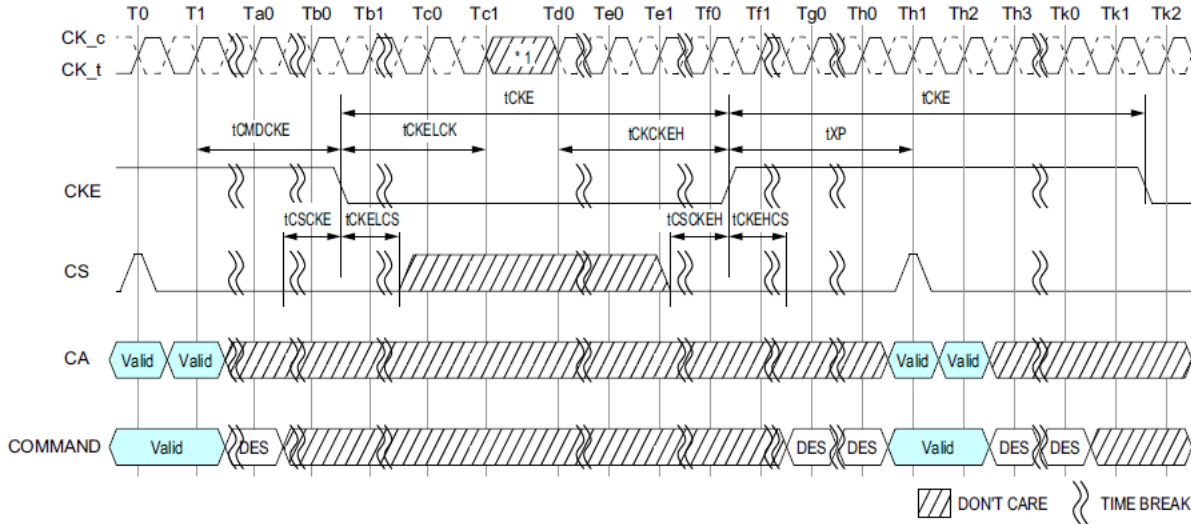 T0 T1 Ta0 Tb0 Tb1 Tc0 Tc1 Td0 Te0 Te1 Tf0 Tf1 Tg0 Th0 Th1 Th2 Th3 Tk0 Tk1 Tk2
CK_c
CK_t
* 1
tCKE tCKE
tCMDCKE tCKELCK tCKCKEH tXP
CKE
tCSCKE tCKELCS tCSCKEH tCKEHCS
CS
CA Valid Valid Valid Valid
COMMAND Valid DES DES DES Valid DES DES
DON'T CARE TIME BREAK